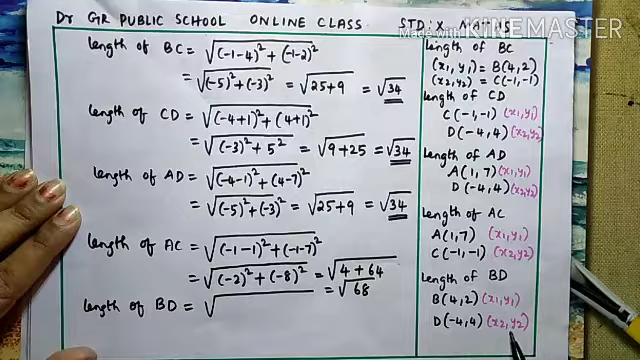 Dr GR PUBLIC SCHOOL ONLINE CLASS STD: X MATHS
Made with KINEMASTER
length of BC = √(-1-4)² + (-1-2)²
= √(-5)² + (-3)² = √25+9 = √34
length of CD = √(-4+1)² + (4+1)²
= √(-3)² + 5² = √9+25 = √34
length of AD = √(-4-1)² + (4-7)²
= √(-5)² + (-3)² = √25+9 = √34
length of AC = √(-1-1)² + (-1-7)²
= √(-2)² + (-8)² = √4+64
= √68
length of BD = √
Length of BC
(x₁, y₁) = B(4,2)
(x₂, y₂) = C(-1,-1)
length of CD
C(-1,-1) (x₁,y₁)
D(-4,4) (x₂,y₂)
length of AD
A(1,7) (x₁,y₁)
D(-4,4) (x₂,y₂)
length of AC
A(1,7) (x₁,y₁)
C(-1,-1) (x₂,y₂)
length of BD
B(4,2) (x₁,y₁)
D(-4,4) (x₂,y₂)